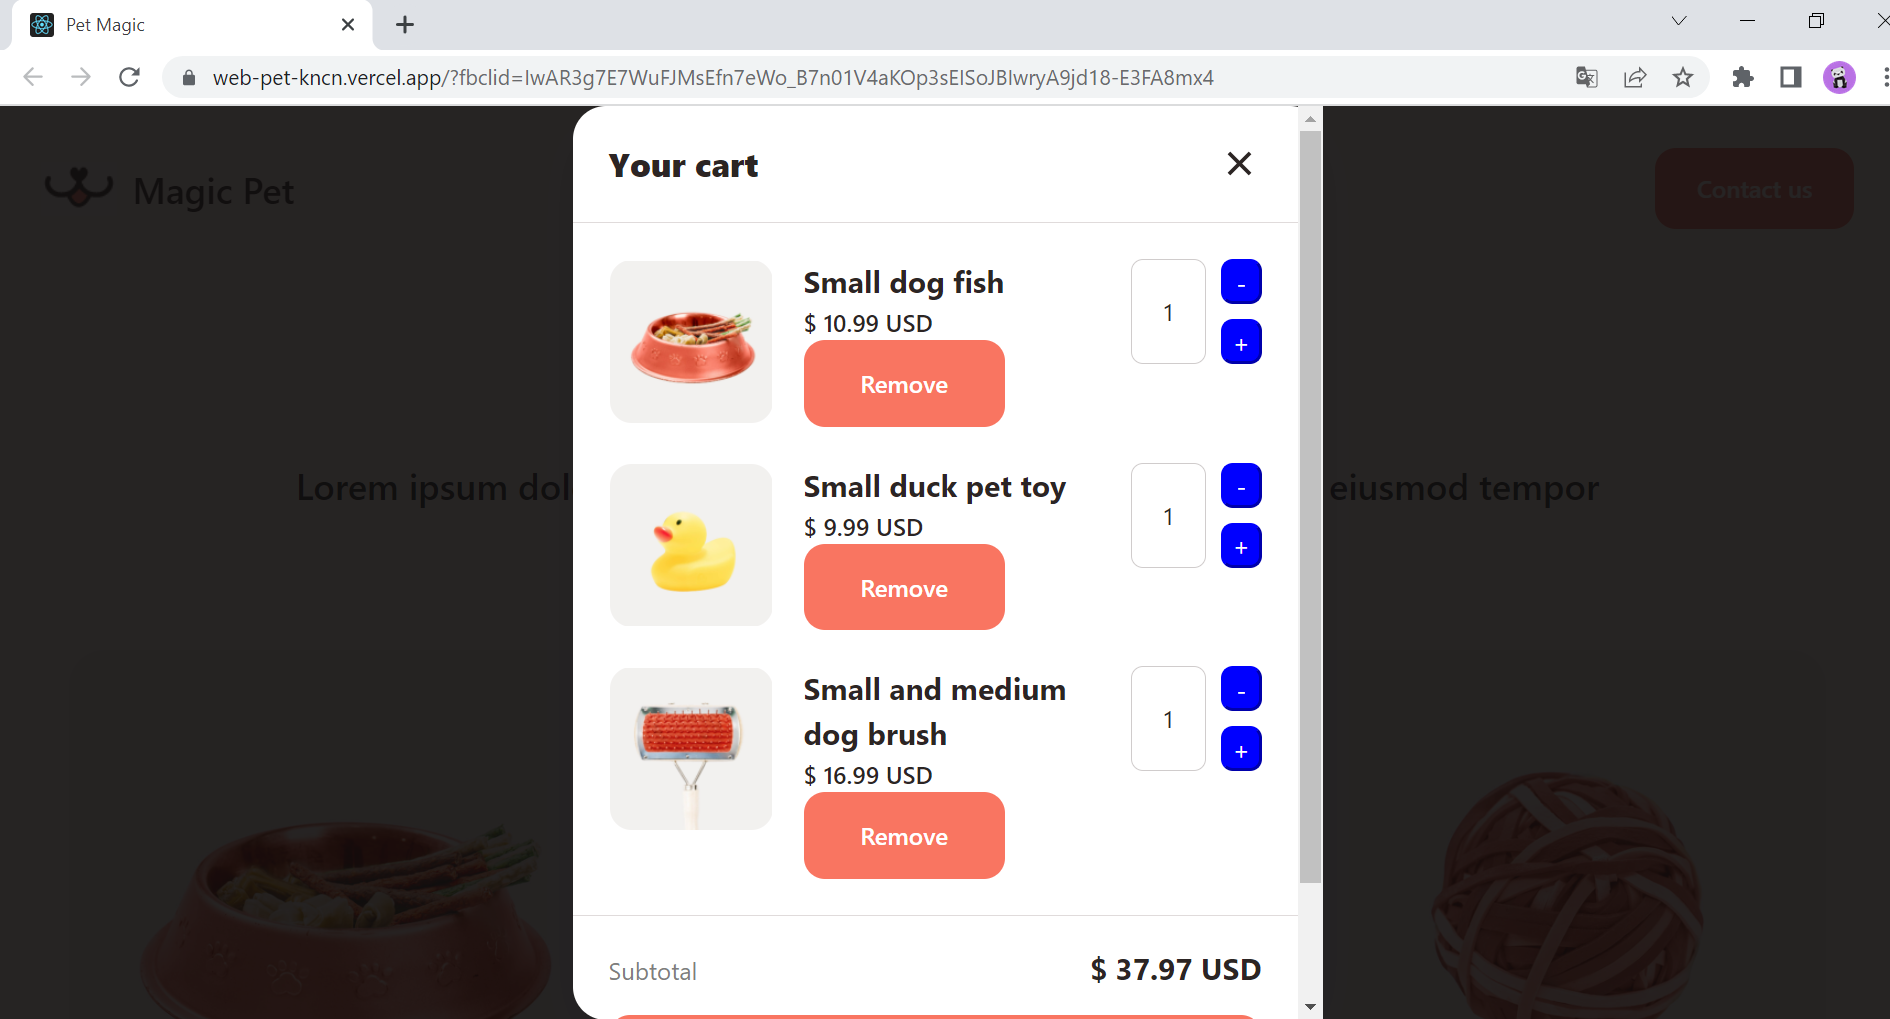 Pet Magic
web-pet-kncn.vercel.app/?fbclid=IwAR3g7E7WuFJMsEfn7eWo_B7n01V4aKOp3sEISoJBIwryA9jd18-E3FA8mx4
Magic Pet
Contact us
Your cart
Small dog fish
$ 10.99 USD
Remove
1
-
+
Lorem ipsum dol
eiusmod tempor
Small duck pet toy
$ 9.99 USD
Remove
1
-
+
Small and medium
dog brush
$ 16.99 USD
Remove
1
-
+
Subtotal
$ 37.97 USD